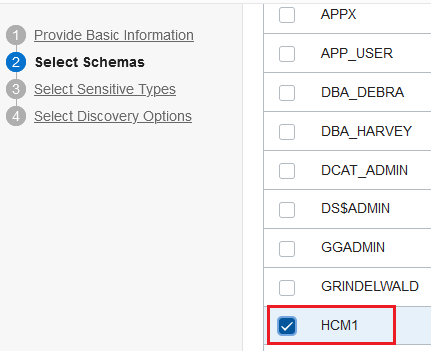 1 Provide Basic Information
2 Select Schemas
3 Select Sensitive Types
4 Select Discovery Options
APPX
APP_USER
DBA_DEBRA
DBA_HARVEY
DCAT_ADMIN
DS$ADMIN
GGADMIN
GRINDELWALD
HCM1